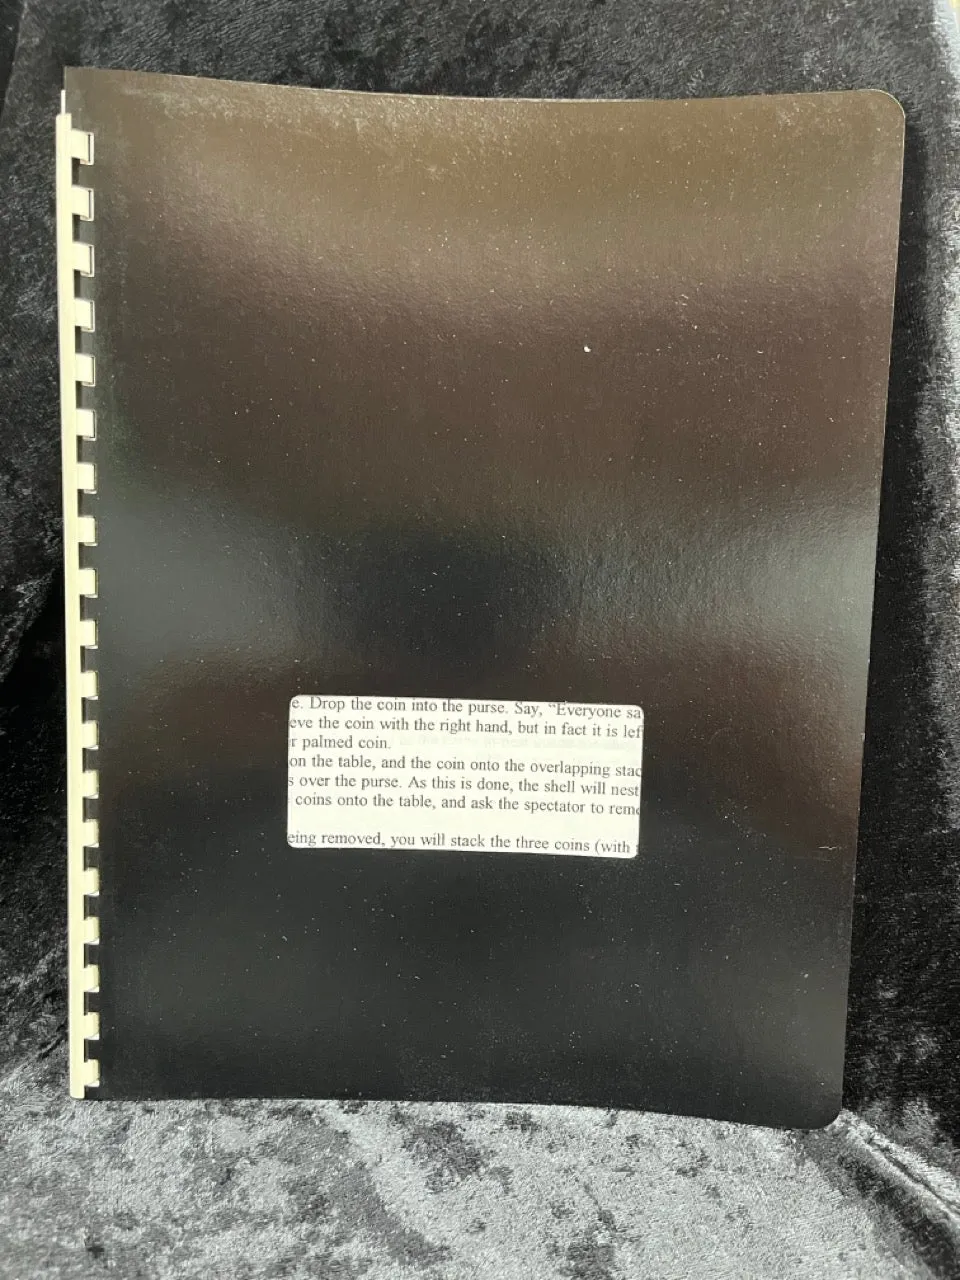 e. Drop the coin into the purse. Say, “Everyone sa
eve the coin with the right hand, but in fact it is lef
r palmed coin.
on the table, and the coin onto the overlapping stac
s over the purse. As this is done, the shell will nest
coins onto the table, and ask the spectator to remo
eing removed, you will stack the three coins (with